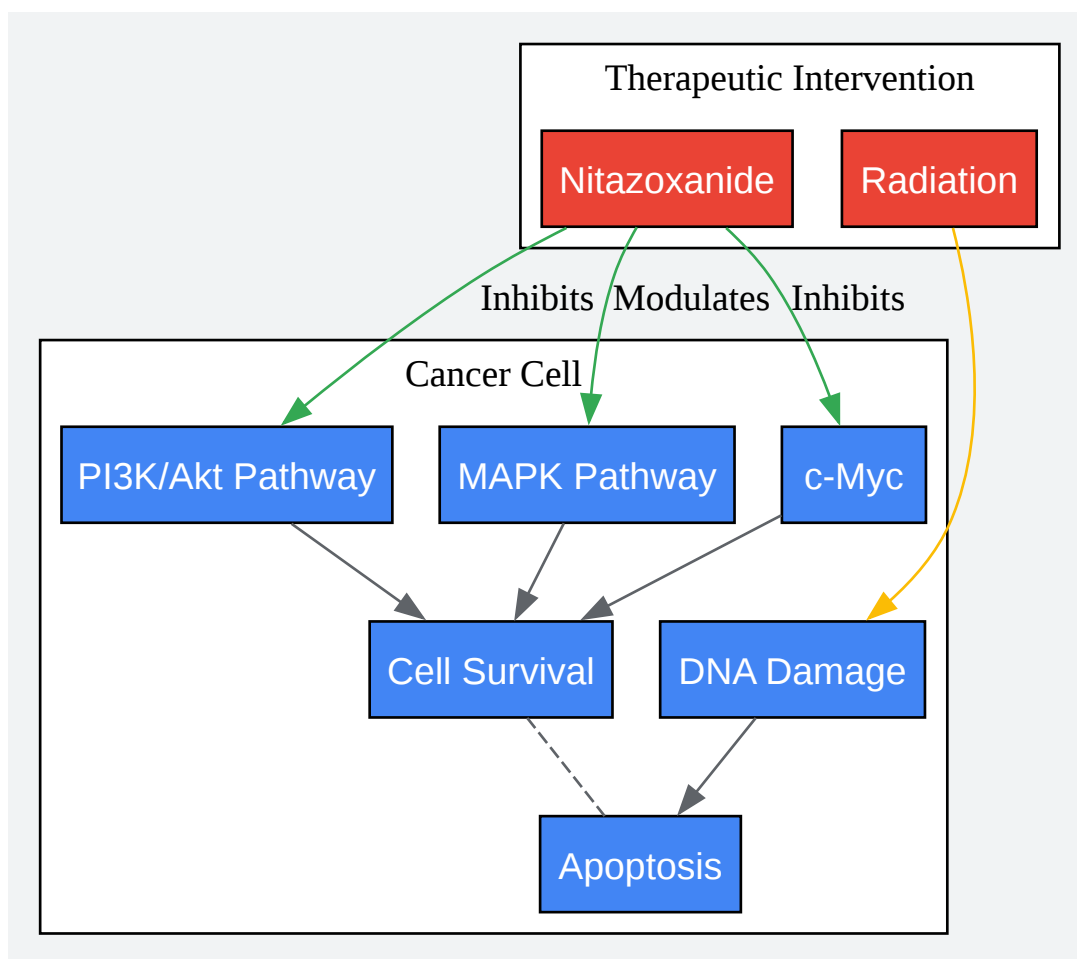 Therapeutic Intervention
Nitazoxanide
Radiation
Inhibits
Modulates
Inhibits
Cancer Cell
PI3K/Akt Pathway
MAPK Pathway
c-Myc
Cell Survival
DNA Damage
Apoptosis